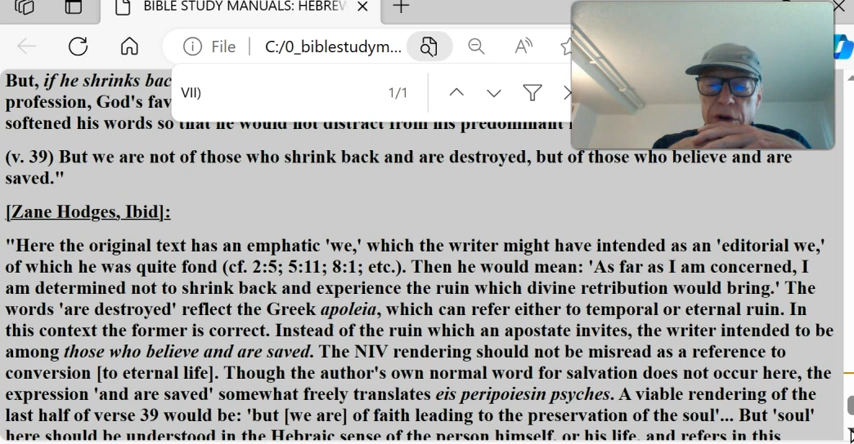 BIBLE STUDY MANUALS: HEBREW
File C:/0_biblestudym...
VII) 1/1
But, if he shrinks bac
profession, God's fav
softened his words so that he would not distract from his predominant
(v. 39) But we are not of those who shrink back and are destroyed, but of those who believe and are
saved."
[Zane Hodges, Ibid]:
"Here the original text has an emphatic 'we,' which the writer might have intended as an 'editorial we,'
of which he was quite fond (cf. 2:5; 5:11; 8:1; etc.). Then he would mean: 'As far as I am concerned, I
am determined not to shrink back and experience the ruin which divine retribution would bring.' The
words 'are destroyed' reflect the Greek apoleia, which can refer either to temporal or eternal ruin. In
this context the former is correct. Instead of the ruin which an apostate invites, the writer intended to be
among those who believe and are saved. The NIV rendering should not be misread as a reference to
conversion [to eternal life]. Though the author's own normal word for salvation does not occur here, the
expression 'and are saved' somewhat freely translates eis peripoiesin psyches. A viable rendering of the
last half of verse 39 would be: 'but [we are] of faith leading to the preservation of the soul'... But 'soul'
here should be understood in the Hebraic sense of the person himself, or his life, and refers in this